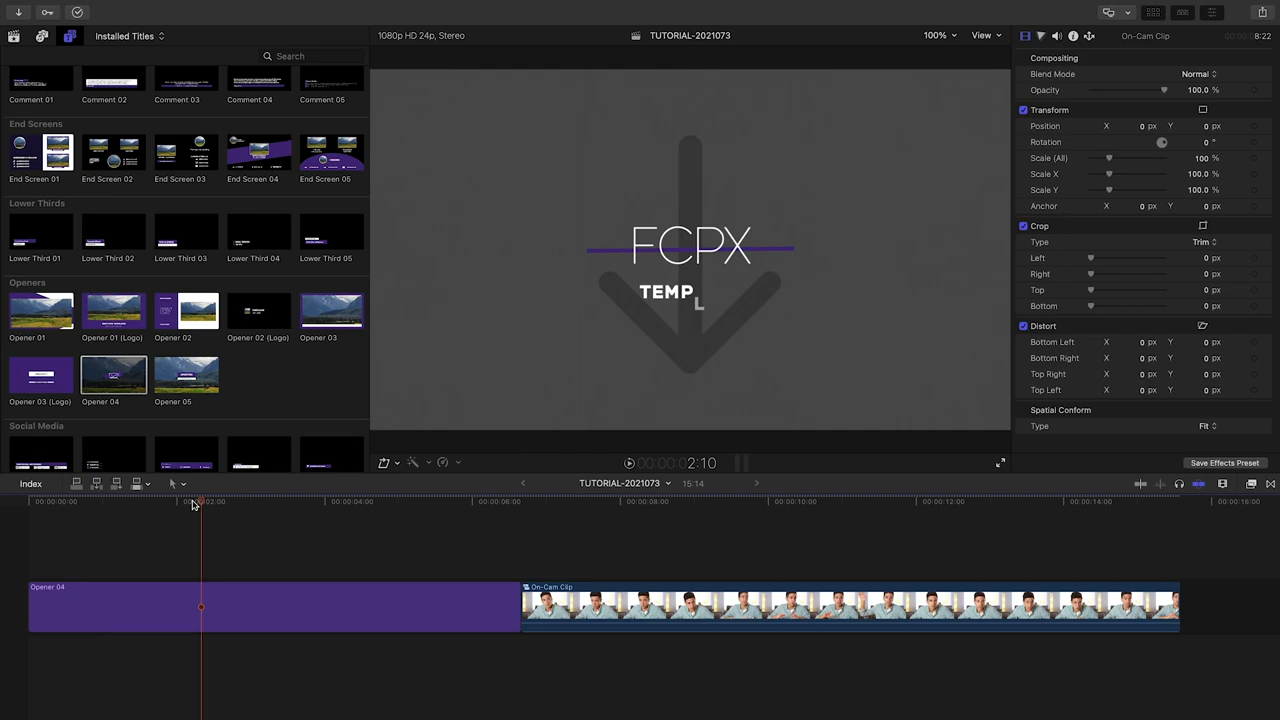 Installed Titles
1080p HD 24p, Stereo
TUTORIAL-2021073
100%
View
On-Cam Clip
8:22
Search
Comment 01
Comment 02
Comment 03
Comment 04
Comment 05
End Screens
End Screen 01
End Screen 02
End Screen 03
End Screen 04
End Screen 05
Lower Thirds
Lower Third 01
Lower Third 02
Lower Third 03
Lower Third 04
Lower Third 05
Openers
Opener 01
Opener 01 (Logo)
Opener 02
Opener 02 (Logo)
Opener 03
Opener 03 (Logo)
Opener 04
Opener 05
Social Media
FCPX
TEMPL
Compositing
Blend Mode
Normal
Opacity
100.0 %
Transform
Position X 0 px Y 0 px
Rotation 0 °
Scale (All) 100 %
Scale X 100.0 %
Scale Y 100.0 %
Anchor X 0 px Y 0 px
Crop
Type Trim
Left 0 px
Right 0 px
Top 0 px
Bottom 0 px
Distort
Bottom Left X 0 px Y 0 px
Bottom Right X 0 px Y 0 px
Top Right X 0 px Y 0 px
Top Left X 0 px Y 0 px
Spatial Conform
Type Fit
Save Effects Preset
00:00:00 2:10
Index
TUTORIAL-2021073
15:14
00:00:00:00
00:00:04:00
00:00:06:00
00:00:08:00
00:00:10:00
00:00:12:00
00:00:14:00
00:00:16:00
Opener 04
On-Cam Clip